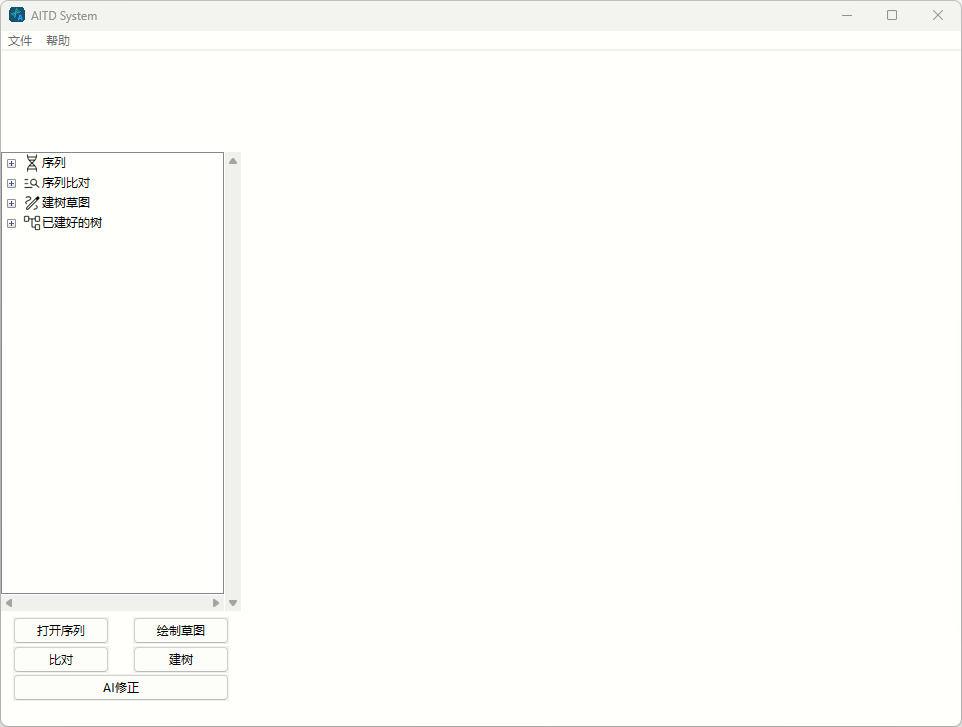 AITD System
文件 帮助
序列
序列比对
建树草图
已建好的树
打开序列 绘制草图
比对 建树
AI修正